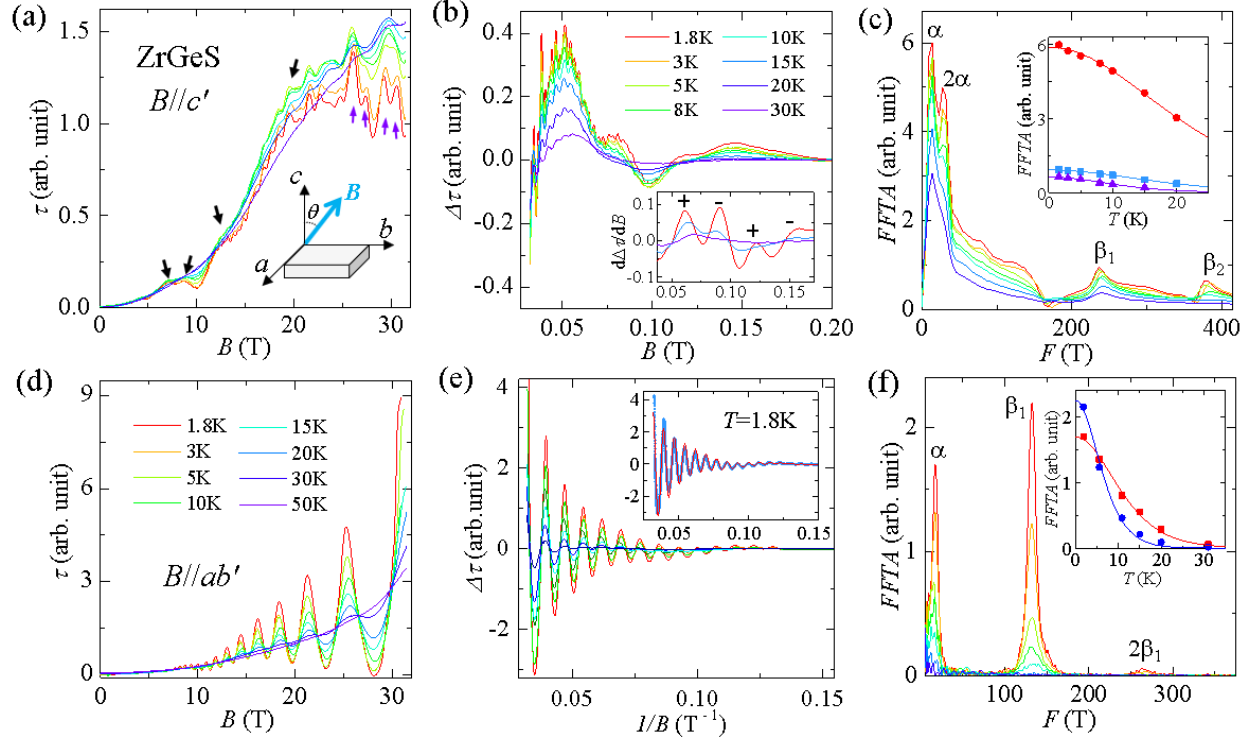 (a)
1.5
1.0
0.5
0.0
τ (arb. unit)
ZrGeS
B//c'
c
B
θ
b
a
0 10 20 30
B (T)
(b)
0.4
0.2
0.0
-0.2
-0.4
Δτ (arb. unit)
1.8K 10K
3K 15K
5K 20K
8K 30K
0.1
0.0
-0.1
dΔτ/dB
+ - + -
0.05 0.10 0.15
0.05 0.10 0.15 0.20
B (T)
(c)
6
4
2
0
FFTA (arb. unit)
α
2α
β1
β2
6
3
0
FFTA (arb. unit)
0 10 20
T (K)
0 200 400
F (T)
(d)
9
6
3
0
τ (arb. unit)
1.8K 15K
3K 20K
5K 30K
10K 50K
B//ab'
0 10 20 30
B (T)
(e)
4
2
0
-2
Δτ (arb.unit)
T=1.8K
4
2
0
-2
0.05 0.10 0.15
0.05 0.10 0.15
1/B (T-1)
(f)
2
1
0
FFTA (arb. unit)
α
β1
2β1
2
1
0
FFTA (arb. unit)
0 10 20 30
T (K)
100 200 300
F (T)